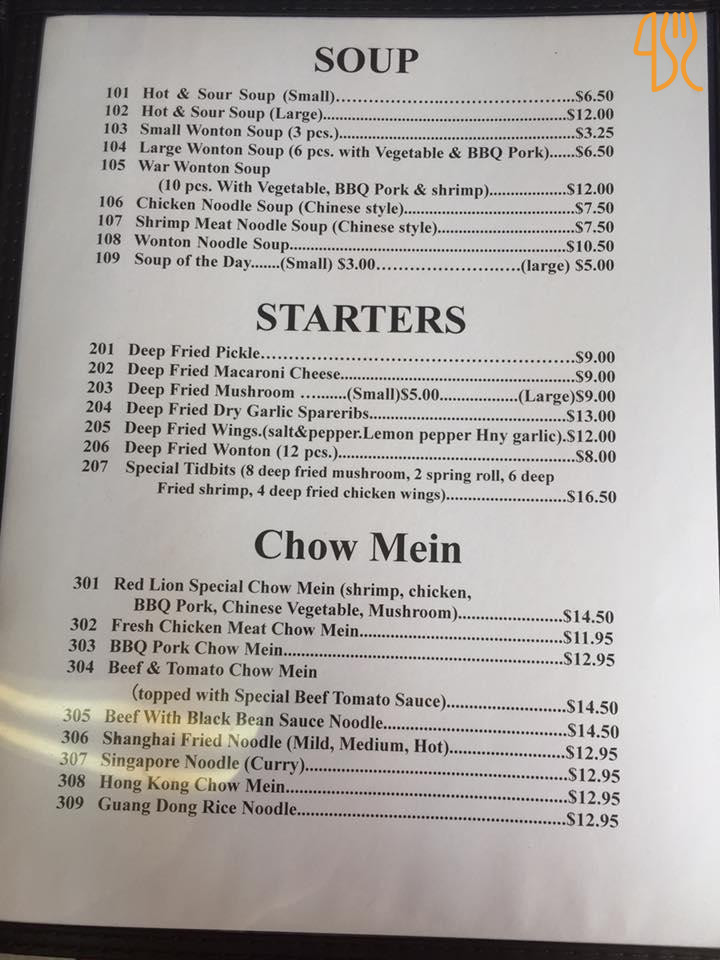 SOUP
101 Hot & Sour Soup (Small)...........................................$6.50
102 Hot & Sour Soup (Large)...........................................$12.00
103 Small Wonton Soup (3 pcs.)...........................................$3.25
104 Large Wonton Soup (6 pcs. with Vegetable & BBQ Pork)......$6.50
105 War Wonton Soup
(10 pcs. With Vegetable, BBQ Pork & shrimp).................$12.00
106 Chicken Noodle Soup (Chinese style)...............................$7.50
107 Shrimp Meat Noodle Soup (Chinese style).........................$7.50
108 Wonton Noodle Soup.....................................................$10.50
109 Soup of the Day.......(Small) $3.00..........................(large) $5.00
STARTERS
201 Deep Fried Pickle.........................................................$9.00
202 Deep Fried Macaroni Cheese...........................................$9.00
203 Deep Fried Mushroom ..........(Small)$5.00..................(Large)$9.00
204 Deep Fried Dry Garlic Spareribs.....................................$13.00
205 Deep Fried Wings.(salt&pepper.Lemon pepper Hny garlic).$12.00
206 Deep Fried Wonton (12 pcs.)...........................................$8.00
207 Special Tidbits (8 deep fried mushroom, 2 spring roll, 6 deep
Fried shrimp, 4 deep fried chicken wings).....................$16.50
Chow Mein
301 Red Lion Special Chow Mein (shrimp, chicken,
BBQ Pork, Chinese Vegetable, Mushroom)...................$14.50
302 Fresh Chicken Meat Chow Mein.....................................$11.95
303 BBQ Pork Chow Mein...................................................$12.95
304 Beef & Tomato Chow Mein
(topped with Special Beef Tomato Sauce).....................$14.50
305 Beef With Black Bean Sauce Noodle.................................$14.50
306 Shanghai Fried Noodle (Mild, Medium, Hot).....................$12.95
307 Singapore Noodle (Curry)...............................................$12.95
308 Hong Kong Chow Mein...................................................$12.95
309 Guang Dong Rice Noodle.................................................$12.95